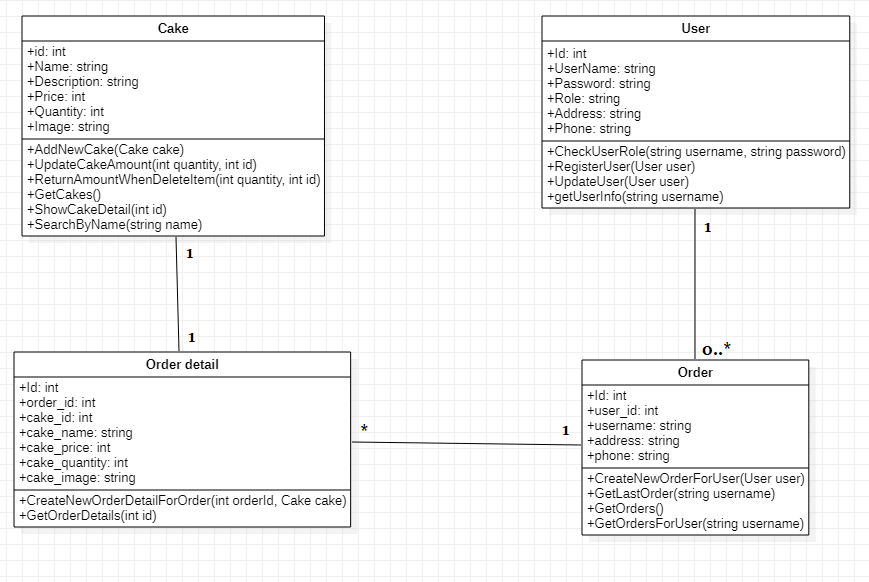 Cake
+id: int
+Name: string
+Description: string
+Price: int
+Quantity: int
+Image: string
+AddNewCake(Cake cake)
+UpdateCakeAmount(int quantity, int id)
+ReturnAmountWhenDeleteItem(int quantity, int id)
+GetCakes()
+ShowCakeDetail(int id)
+SearchByName(string name)
1
1
User
+Id: int
+UserName: string
+Password: string
+Role: string
+Address: string
+Phone: string
+CheckUserRole(string username, string password)
+RegisterUser(User user)
+UpdateUser(User user)
+getUserInfo(string username)
1
0..*
Order detail
+Id: int
+order_id: int
+cake_id: int
+cake_name: string
+cake_price: int
+cake_quantity: int
+cake_image: string
+CreateNewOrderDetailForOrder(int orderId, Cake cake)
+GetOrderDetails(int id)
*
1
Order
+Id: int
+user_id: int
+username: string
+address: string
+phone: string
+CreateNewOrderForUser(User user)
+GetLastOrder(string username)
+GetOrders()
+GetOrdersForUser(string username)